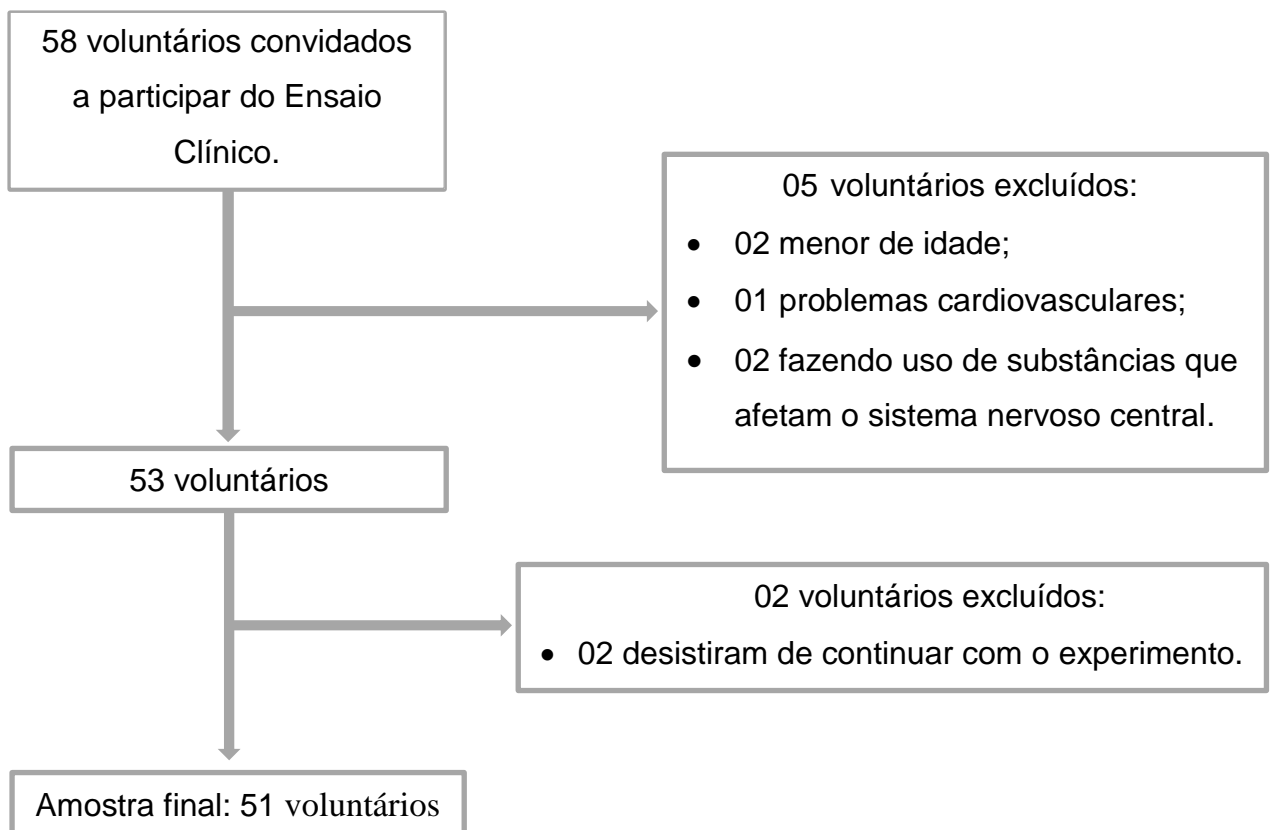 58 voluntários convidados
a participar do Ensaio
Clínico.
05 voluntários excluídos:
• 02 menor de idade;
• 01 problemas cardiovasculares;
• 02 fazendo uso de substâncias que
afetam o sistema nervoso central.
53 voluntários
02 voluntários excluídos:
• 02 desistiram de continuar com o experimento.
Amostra final: 51 voluntários